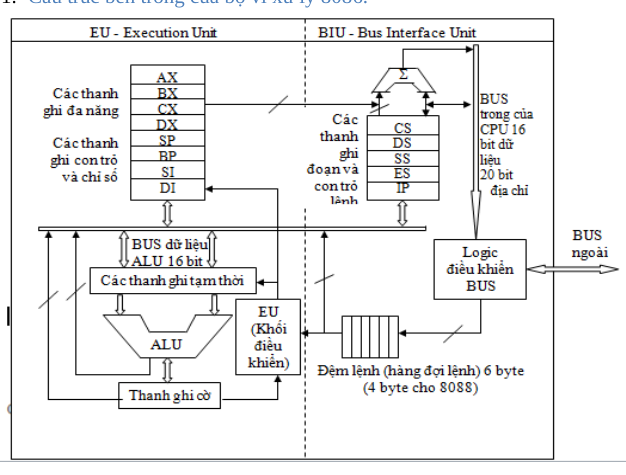 1. Cấu trúc bên trong của bộ vi xử lý 8086:
EU - Execution Unit
BIU - Bus Interface Unit
Σ
Các thanh
ghi đa năng
Các thanh
ghi con trỏ
và chỉ số
AX
BX
CX
DX
SP
BP
SI
DI
Các
thanh
ghi
đoạn và
con trỏ
lệnh
CS
DS
SS
ES
IP
BUS
trong của
CPU 16
bit dữ
liệu
20 bit
địa chỉ
BUS dữ liệu
ALU 16 bit
Các thanh ghi tạm thời
ALU
Thanh ghi cờ
EU
(Khối
điều
khiển)
Logic
điều khiển
BUS
BUS
ngoài
Đệm lệnh (hàng đợi lệnh) 6 byte
(4 byte cho 8088)